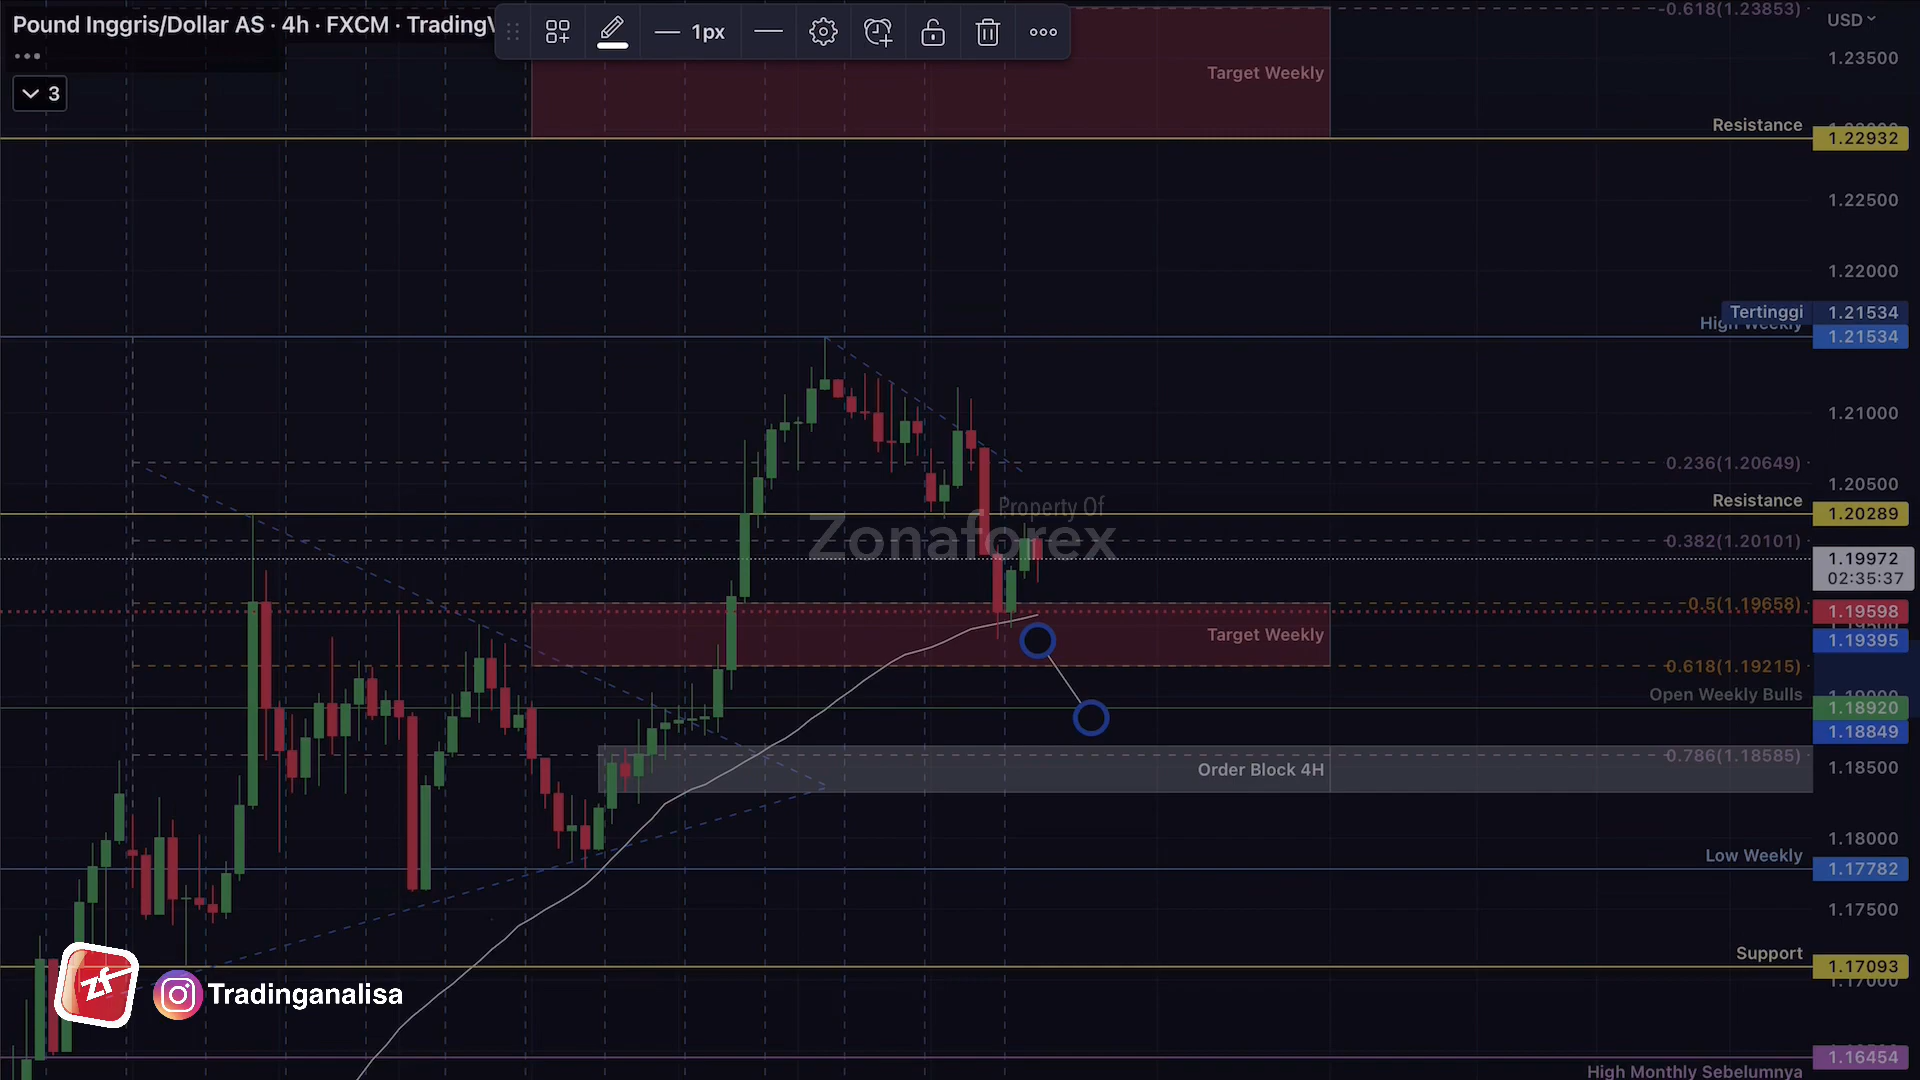 Pound Inggris/Dollar AS · 4h · FXCM · Trading
1px
3
-0.618(1.23853)
USD
1.23500
Target Weekly
Resistance
1.22932
1.22500
1.22000
Tertinggi 1.21534
High Weekly 1.21534
1.21000
0.236(1.20649)
1.20500
Resistance
1.20289
Property Of
Zonaforex
0.382(1.20101)
1.19972
02:35:37
0.5(1.19658)
1.19598
Target Weekly
1.19395
0.618(1.19215)
Open Weekly Bulls
1.18920
1.18849
0.786(1.18585)
Order Block 4H
1.18500
1.18000
Low Weekly
1.17782
1.17500
Support
1.17093
1.17000
zf
Tradinganalisa
1.16454
High Monthly Sebelumnya